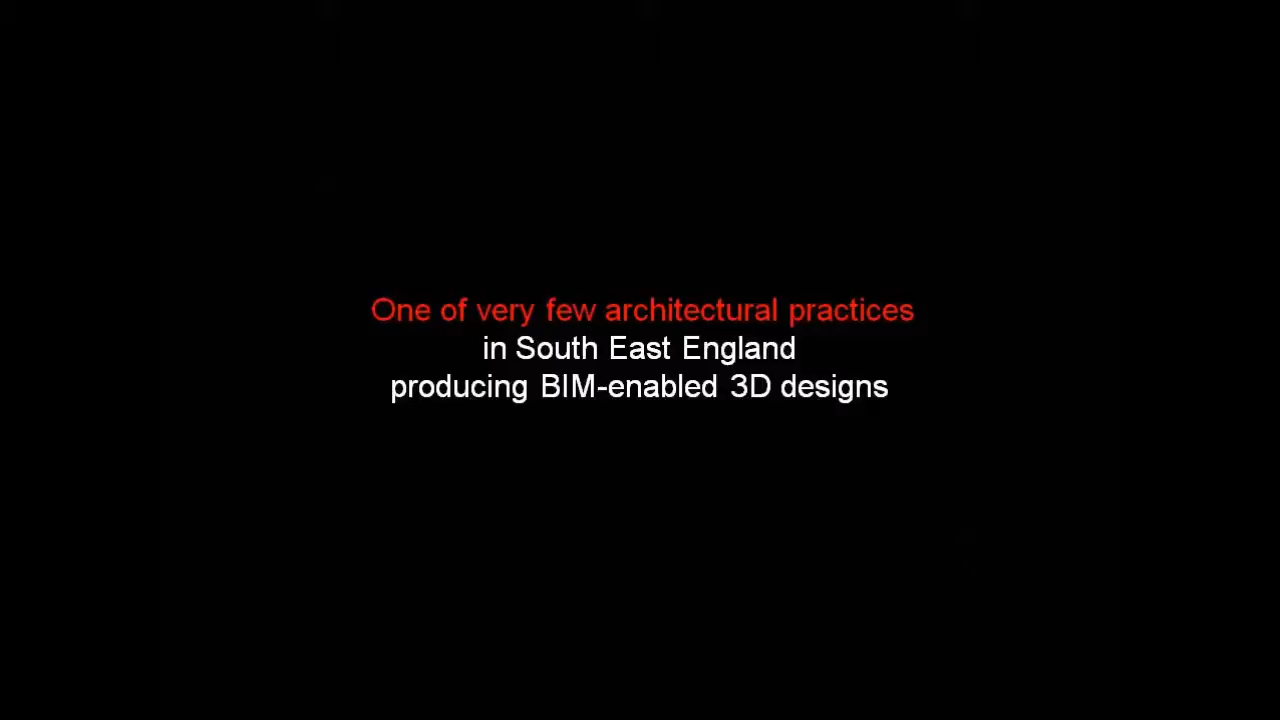 One of very few architectural practices
in South East England
producing BIM-enabled 3D designs